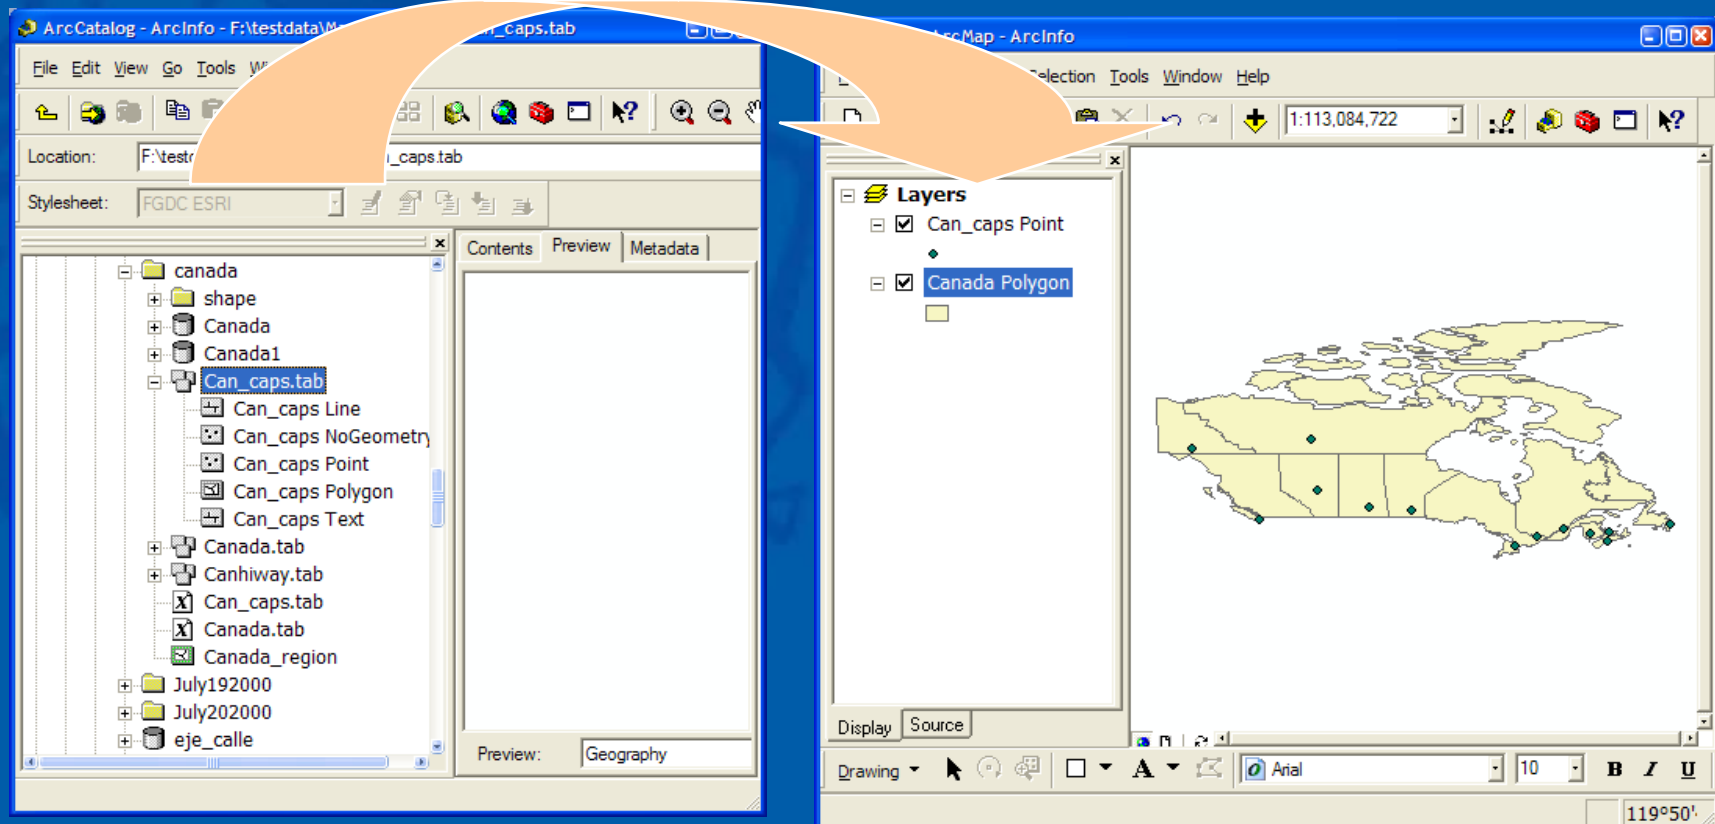 ArcCatalog - ArcInfo - F:\testdata\
_caps.tab
File Edit View Go Tools
Location:
_caps.tab
Stylesheet: FGDC ESRI
canada
shape
Canada
Canada1
Can_caps.tab
Can_caps Line
Can_caps NoGeometry
Can_caps Point
Can_caps Polygon
Can_caps Text
Canada.tab
Canhiway.tab
Can_caps.tab
Canada.tab
Canada_region
July192000
July202000
eje_calle
Contents Preview Metadata
Preview: Geography
ArcMap - ArcInfo
Selection Tools Window Help
1:113,084,722
Layers
Can_caps Point
Canada Polygon
Display Source
Drawing A Arial 10 B I U
119°50'